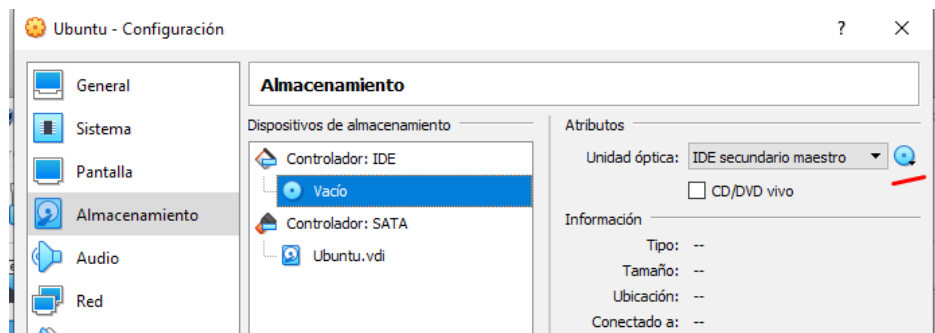 Ubuntu - Configuración
?
General
Sistema
Pantalla
Almacenamiento
Audio
Red
Almacenamiento
Dispositivos de almacenamiento
Controlador: IDE
Vacío
Controlador: SATA
Ubuntu.vdi
Atributos
Unidad óptica: IDE secundario maestro
CD/DVD vivo
Información
Tipo: --
Tamaño: --
Ubicación: --
Conectado a: --